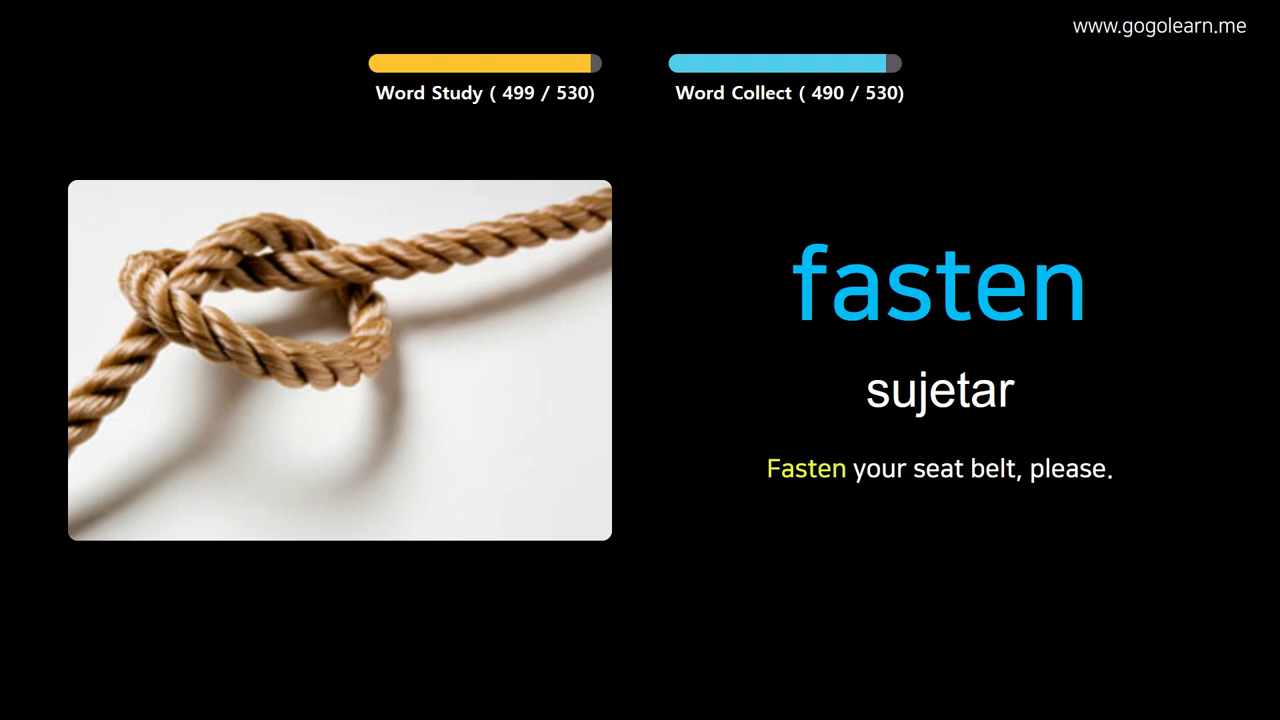 www.gogolearn.me
Word Study ( 499 / 530)
Word Collect ( 490 / 530)
fasten
sujetar
Fasten your seat belt, please.